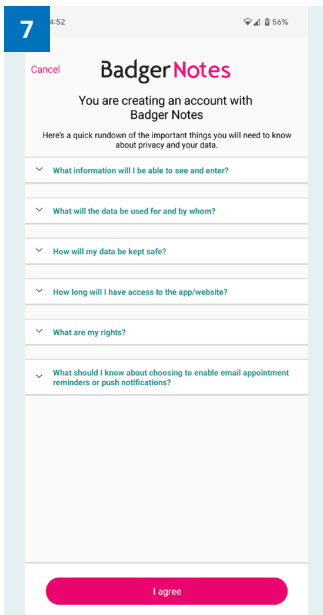 7
4:52
56%
Cancel
BadgerNotes
You are creating an account with
Badger Notes
Here's a quick rundown of the important things you will need to know
about privacy and your data.
What information will I be able to see and enter?
What will the data be used for and by whom?
How will my data be kept safe?
How long will I have access to the app/website?
What are my rights?
What should I know about choosing to enable email appointment
reminders or push notifications?
I agree